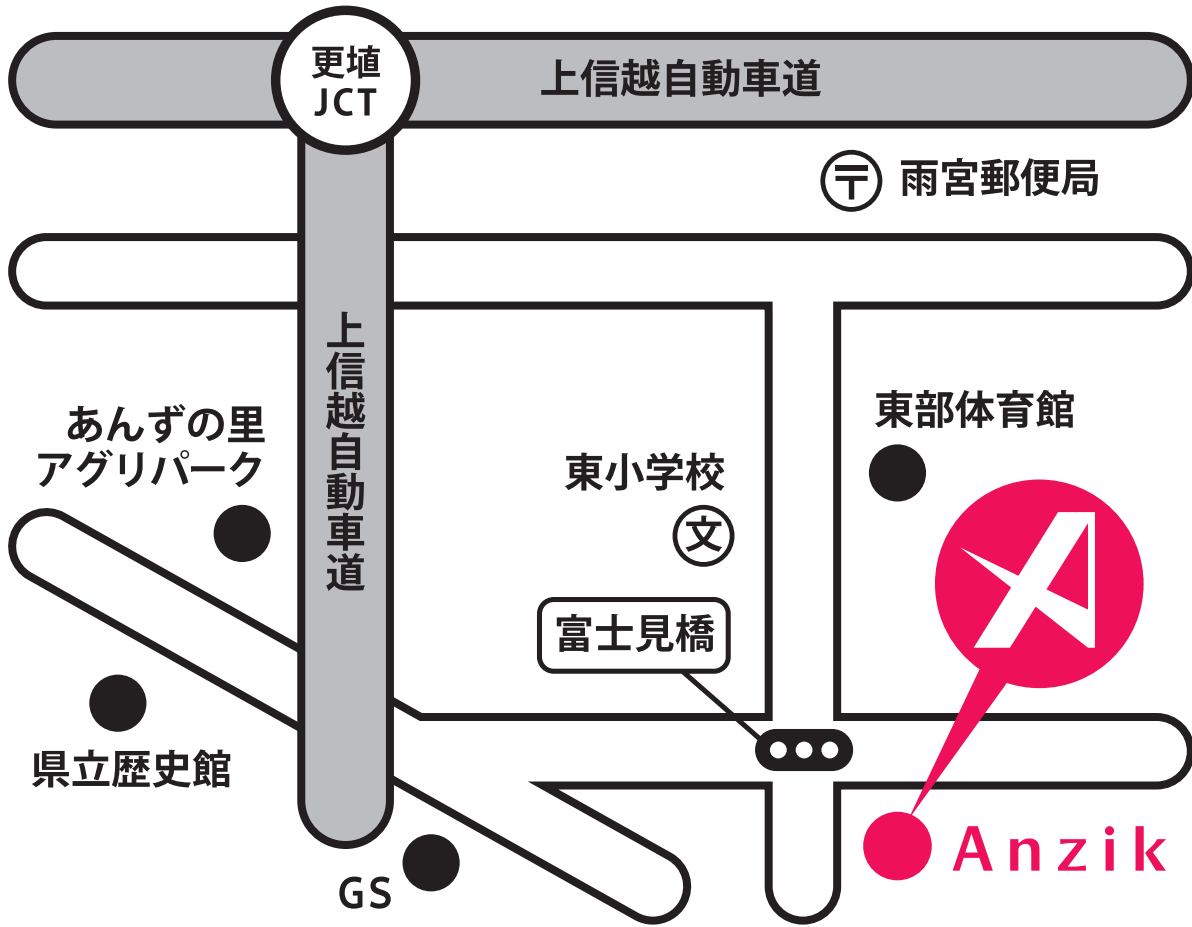 更埴
JCT
上信越自動車道
〒
雨宮郵便局
上信越自動車道
あんずの里
アグリパーク
東部体育館
東小学校
文
富士見橋
A
県立歴史館
Anzik
GS